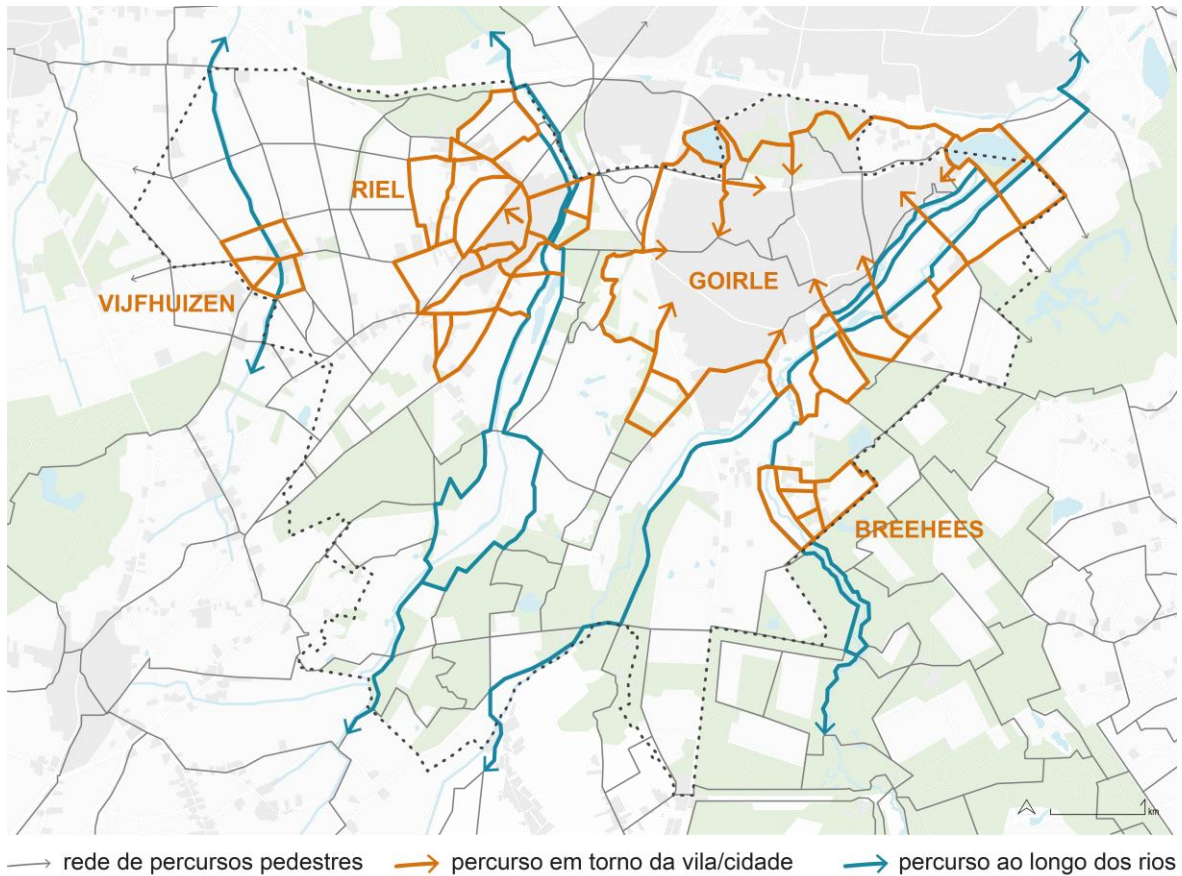 RIEL
VIJFHUIZEN
GOIRLE
BREEHEES
km
rede de percursos pedestres
percurso em torno da vila/cidade
percurso ao longo dos rios